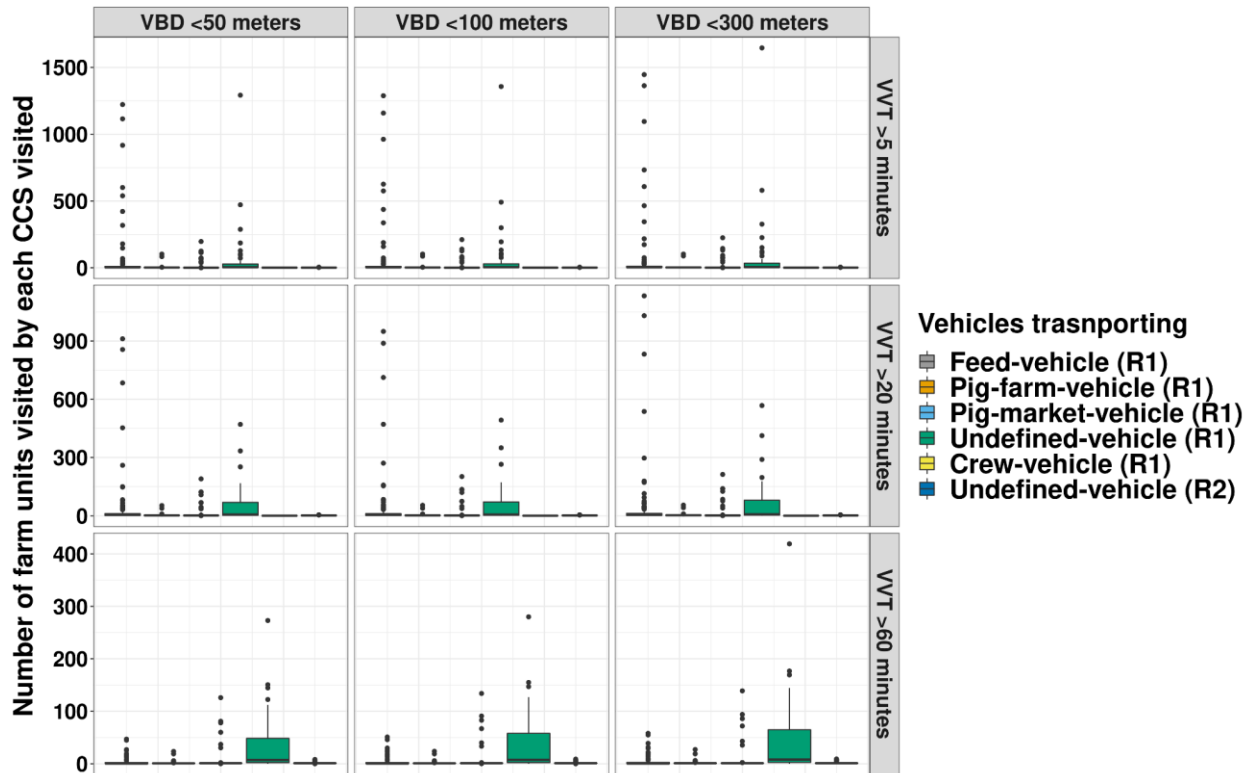 VBD <50 meters
VBD <100 meters
VBD <300 meters
Number of farm units visited by each CCS visited
1500
1000
500
0
VVT >5 minutes
900
600
300
0
VVT >20 minutes
400
300
200
100
0
VVT >60 minutes
Vehicles trasnporting
Feed-vehicle (R1)
Pig-farm-vehicle (R1)
Pig-market-vehicle (R1)
Undefined-vehicle (R1)
Crew-vehicle (R1)
Undefined-vehicle (R2)